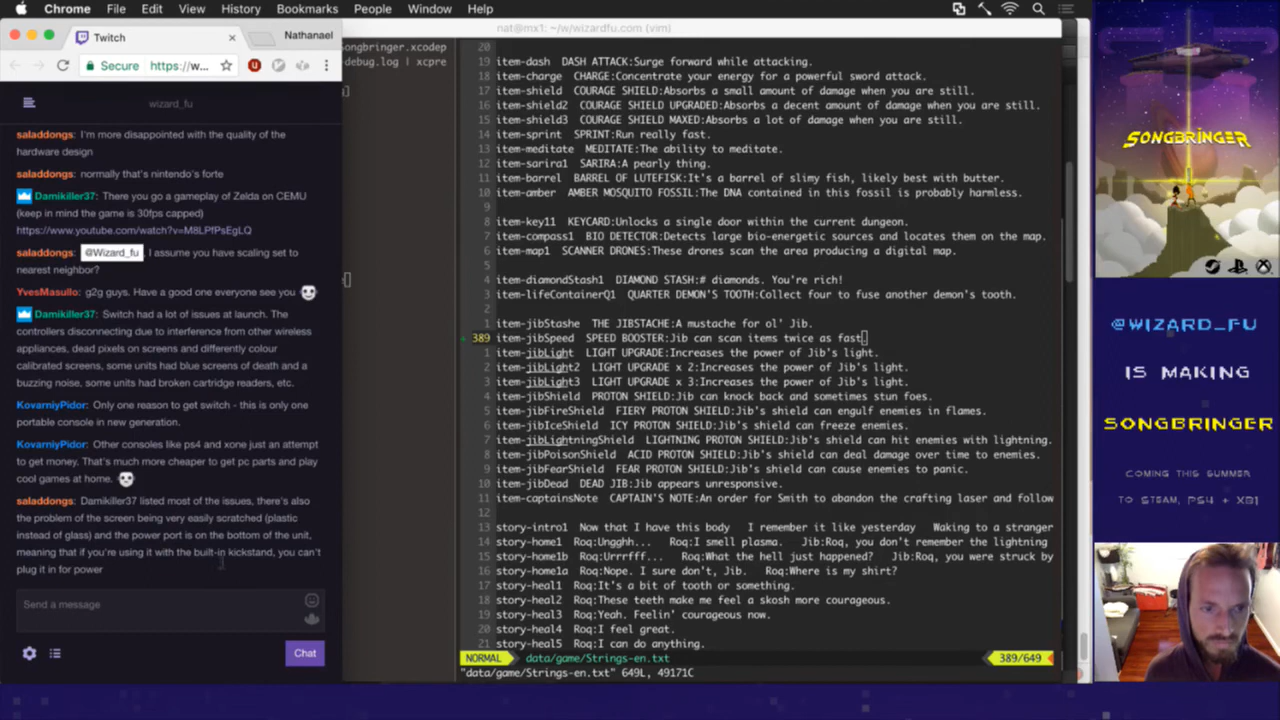 Chrome File Edit View History Bookmarks People Window Help
Twitch
Nathanael
Secure https://w...
wizard_fu
saladdongs: I'm more disappointed with the quality of the
hardware design
saladdongs: normally that's nintendo's forte
Damikiller37: There you go a gameplay of Zelda on CEMU
(keep in mind the game is 30fps capped)
https://www.youtube.com/watch?v=M8LPfPsEgLQ
saladdongs: @Wizard_fu , I assume you have scaling set to
nearest neighbor?
YvesMasullo: g2g guys. Have a good one everyone see you
Damikiller37: Switch had a lot of issues at launch. The
controllers disconnecting due to interference from other wireless
appliances, dead pixels on screens and differently colour
calibrated screens, some units had blue screens of death and a
buzzing noise, some units had broken cartridge readers, etc.
KovarniyPidor: Only one reason to get switch - this is only one
portable console in new generation.
KovarniyPidor: Other consoles like ps4 and xone just an attempt
to get money. That's much more cheaper to get pc parts and play
cool games at home.
saladdongs: Damikiller37 listed most of the issues, there's also
the problem of the screen being very easily scratched (plastic
instead of glass) and the power port is on the bottom of the unit,
meaning that if you're using it with the built-in kickstand, you can't
plug it in for power
Send a message
Chat
songbringer.xcodep
-debug.log | xcpre
nat@mx1: ~/w/wizardfu.com (vim)
20
19 item-dash DASH ATTACK:Surge forward while attacking.
18 item-charge CHARGE:Concentrate your energy for a powerful sword attack.
17 item-shield COURAGE SHIELD:Absorbs a small amount of damage when you are still.
16 item-shield2 COURAGE SHIELD UPGRADED:Absorbs a decent amount of damage when you are still.
15 item-shield3 COURAGE SHIELD MAXED:Absorbs a lot of damage when you are still.
14 item-sprint SPRINT:Run really fast.
13 item-meditate MEDITATE:The ability to meditate.
12 item-sarira1 SARIRA:A pearly thing.
11 item-barrel BARREL OF LUTEFISK:It's a barrel of slimy fish, likely best with butter.
10 item-amber AMBER MOSQUITO FOSSIL:The DNA contained in this fossil is probably harmless.
9
8 item-key11 KEYCARD:Unlocks a single door within the current dungeon.
7 item-compass1 BIO DETECTOR:Detects large bio-energetic sources and locates them on the map.
6 item-map1 SCANNER DRONES:These drones scan the area producing a digital map.
5
4 item-diamondStash1 DIAMOND STASH:# diamonds. You're rich!
3 item-lifeContainerQ1 QUARTER DEMON'S TOOTH:Collect four to fuse another demon's tooth.
2
1 item-jibStashe THE JIBSTACHE:A mustache for ol' Jib.
389 item-jibSpeed SPEED BOOSTER:Jib can scan items twice as fast.
1 item-jibLight LIGHT UPGRADE:Increases the power of Jib's light.
2 item-jibLight2 LIGHT UPGRADE x 2:Increases the power of Jib's light.
3 item-jibLight3 LIGHT UPGRADE x 3:Increases the power of Jib's light.
4 item-jibShield PROTON SHIELD:Jib can knock back and sometimes stun foes.
5 item-jibFireShield FIERY PROTON SHIELD:Jib's shield can engulf enemies in flames.
6 item-jibIceShield ICY PROTON SHIELD:Jib's shield can freeze enemies.
7 item-jibLightningShield LIGHTNING PROTON SHIELD:Jib's shield can hit enemies with lightning.
8 item-jibPoisonShield ACID PROTON SHIELD:Jib's shield can deal damage over time to enemies.
9 item-jibFearShield FEAR PROTON SHIELD:Jib's shield can cause enemies to panic.
10 item-jibDead DEAD JIB:Jib appears unresponsive.
11 item-captainsNote CAPTAIN'S NOTE:An order for Smith to abandon the crafting laser and follow
12
13 story-intro1 Now that I have this body I remember it like yesterday Waking to a stranger
14 story-home1 Roq:Ungghh... Roq:I smell plasma. Jib:Roq, you don't remember the lightning
15 story-home1b Roq:Urrrfff... Roq:What the hell just happened? Jib:Roq, you were struck by
16 story-home1a Roq:Nope. I sure don't, Jib. Roq:Where is my shirt?
17 story-heal1 Roq:It's a bit of tooth or something.
18 story-heal2 Roq:These teeth make me feel a skosh more courageous.
19 story-heal3 Roq:Yeah. Feelin' courageous now.
20 story-heal4 Roq:I feel great.
21 story-heal5 Roq:I can do anything.
NORMAL data/game/Strings-en.txt 389/649
"data/game/Strings-en.txt" 649L, 49171C
SONGBRINGER
@WIZARD_FU
IS MAKING
SONGBRINGER
COMING THIS SUMMER
TO STEAM, PS4 + XB1